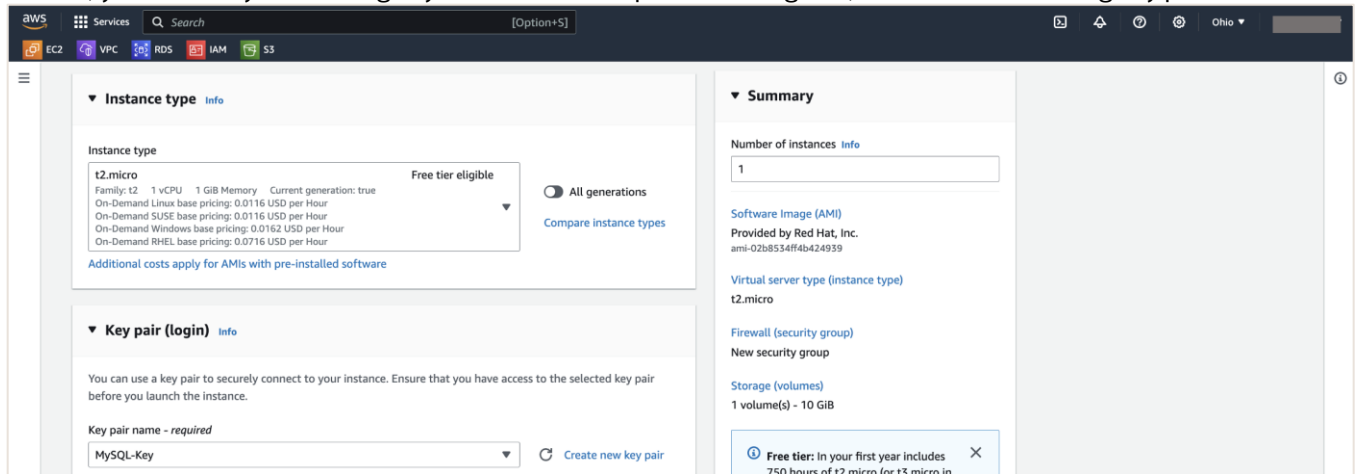 aws Services Search [Option+S] Ohio
EC2 VPC RDS IAM S3
Instance type Info
Instance type
t2.micro Free tier eligible
Family: t2 1 vCPU 1 GiB Memory Current generation: true
On-Demand Linux base pricing: 0.0116 USD per Hour
On-Demand SUSE base pricing: 0.0116 USD per Hour
On-Demand Windows base pricing: 0.0162 USD per Hour
On-Demand RHEL base pricing: 0.0716 USD per Hour
All generations
Compare instance types
Additional costs apply for AMIs with pre-installed software
Key pair (login) Info
You can use a key pair to securely connect to your instance. Ensure that you have access to the selected key pair
before you launch the instance.
Key pair name - required
MySQL-Key
Create new key pair
Summary
Number of instances Info
1
Software Image (AMI)
Provided by Red Hat, Inc.
ami-02b8534ff4b424939
Virtual server type (instance type)
t2.micro
Firewall (security group)
New security group
Storage (volumes)
1 volume(s) - 10 GiB
Free tier: In your first year includes
750 hours of t2.micro (or t3.micro in